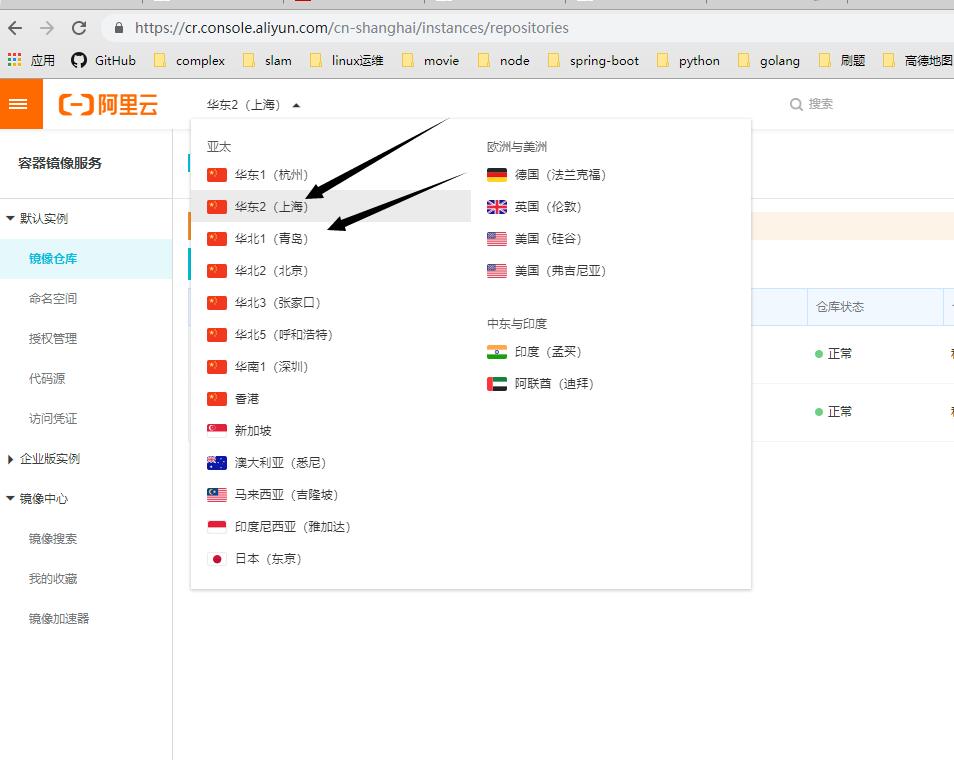 https://cr.console.aliyun.com/cn-shanghai/instances/repositories
应用 GitHub complex slam linux运维 movie node spring-boot python golang 刷题 高德地图
阿里云 华东2（上海） 搜索
容器镜像服务
默认实例
镜像仓库
命名空间
授权管理
代码源
访问凭证
企业版实例
镜像中心
镜像搜索
我的收藏
镜像加速器
亚太
华东1（杭州）
华东2（上海）
华北1（青岛）
华北2（北京）
华北3（张家口）
华北5（呼和浩特）
华南1（深圳）
香港
新加坡
澳大利亚（悉尼）
马来西亚（吉隆坡）
印度尼西亚（雅加达）
日本（东京）
欧洲与美洲
德国（法兰克福）
英国（伦敦）
美国（硅谷）
美国（弗吉尼亚）
中东与印度
印度（孟买）
阿联酋（迪拜）
仓库状态
正常
正常